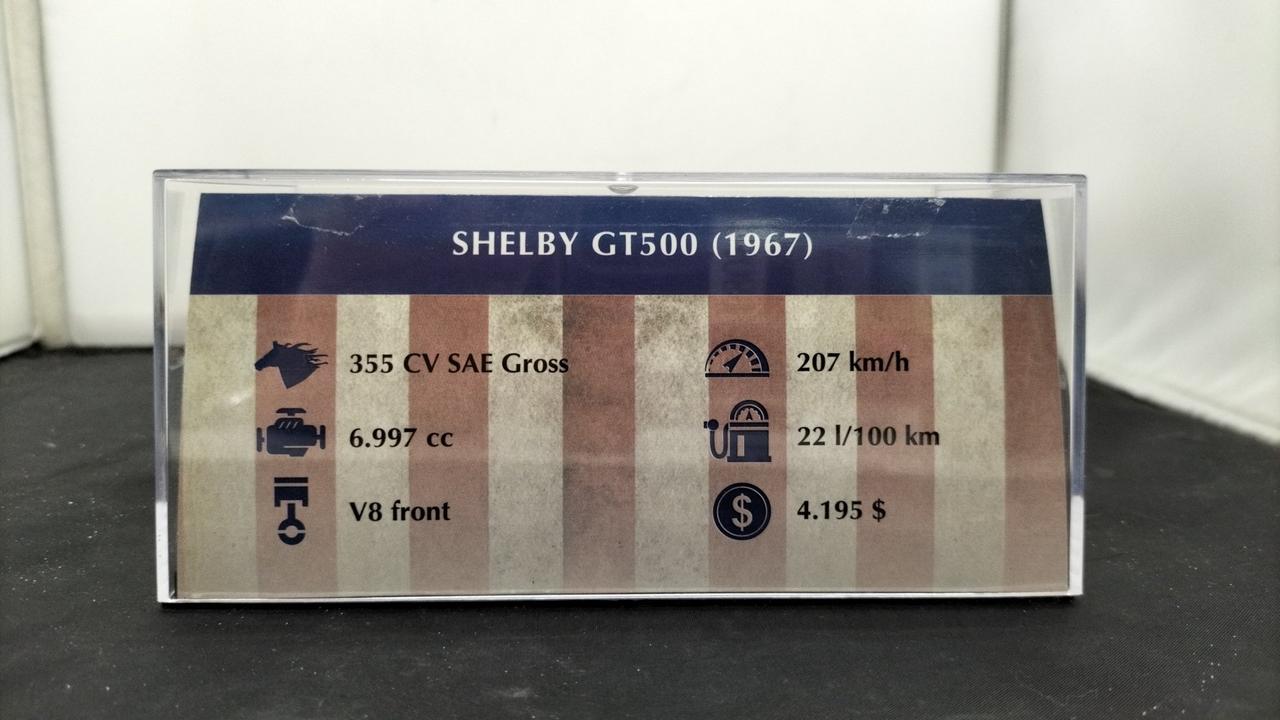 SHELBY GT500 (1967)
355 CV SAE Gross
207 km/h
6.997 cc
22 l/100 km
V8 front
$
4.195 $